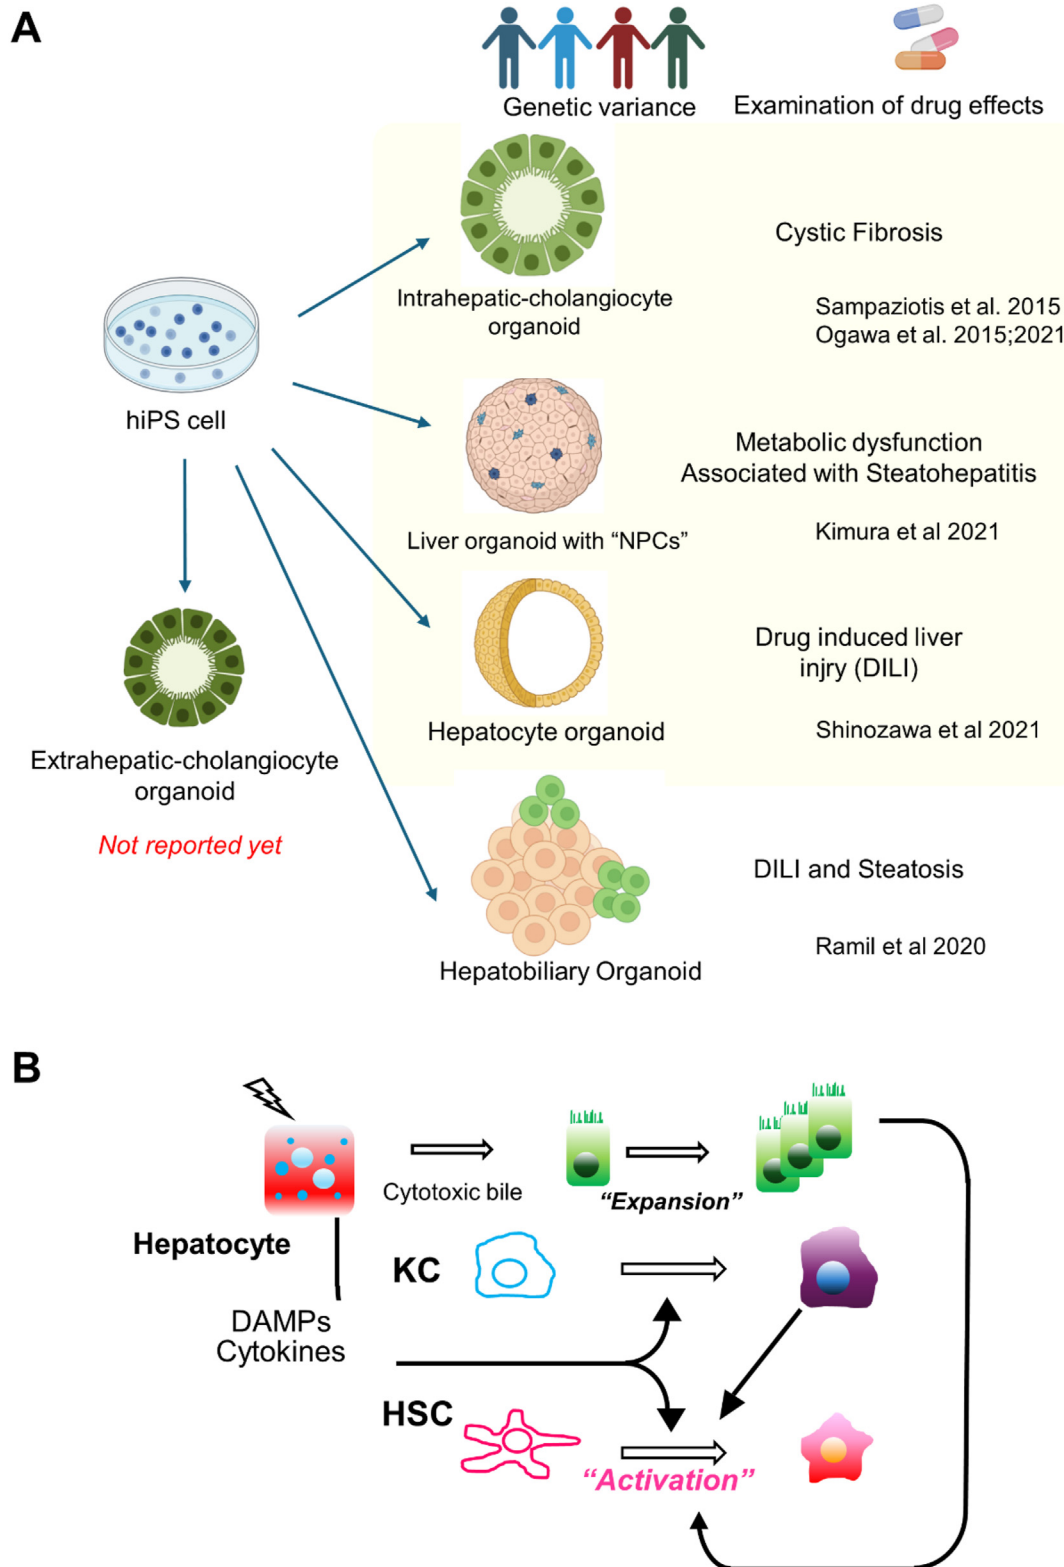 A
Genetic variance
Examination of drug effects
Intrahepatic-cholangiocyte
organoid
Cystic Fibrosis
Sampaziotis et al. 2015
Ogawa et al. 2015;2021
hiPS cell
Liver organoid with “NPCs”
Metabolic dysfunction
Associated with Steatohepatitis
Kimura et al 2021
Hepatocyte organoid
Drug induced liver
injry (DILI)
Shinozawa et al 2021
Extrahepatic-cholangiocyte
organoid
Not reported yet
Hepatobiliary Organoid
DILI and Steatosis
Ramil et al 2020
B
Cytotoxic bile
“Expansion”
Hepatocyte
KC
DAMPs
Cytokines
HSC
“Activation”